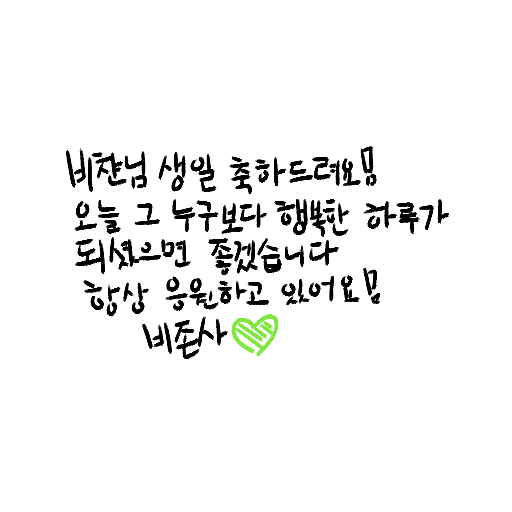 비챤님 생일 축하드려요!!
오늘 그 누구보다 행복한 하루가
되셨으면 좋겠습니다
항상 응원하고 있어요!!
비존사